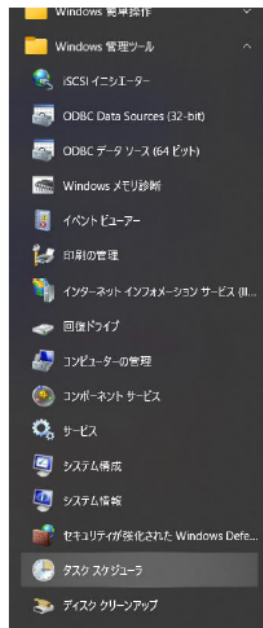 Windows 簡単操作
Windows 管理ツール
iSCSI イニシエーター
ODBC Data Sources (32-bit)
ODBC データ ソース (64 ビット)
Windows メモリ診断
イベント ビューアー
印刷の管理
インターネット インフォメーション サービス (II...
回復ドライブ
コンピューターの管理
コンポーネント サービス
サービス
システム構成
システム情報
セキュリティが強化された Windows Defe...
タスク スケジューラ
ディスク クリーンアップ